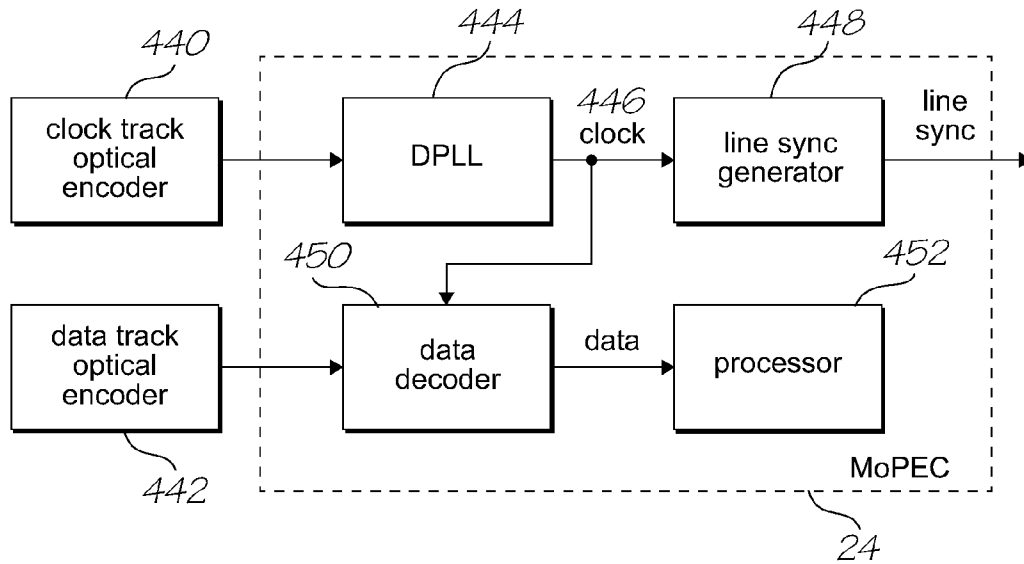 440
444
448
446
clock track
optical
encoder
DPLL
clock
line sync
generator
line
sync
450
452
data track
optical
encoder
data
decoder
data
processor
MoPEC
442
24